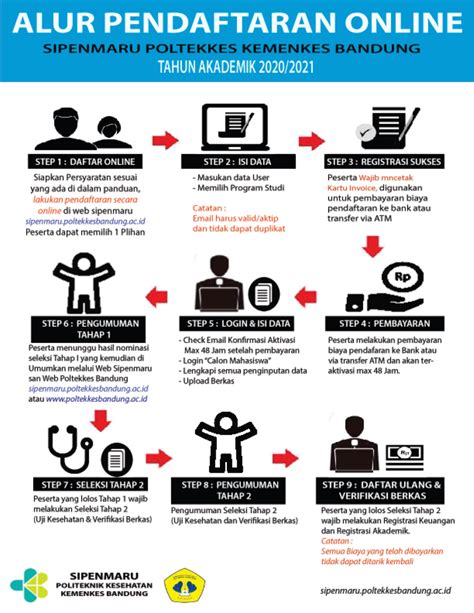 ALUR PENDAFTARAN ONLINE
SIPENMARU POLTEKKES KEMENKES BANDUNG
TAHUN AKADEMIK 2020/2021
STEP 1 : DAFTAR ONLINE
Siapkan Persyaratan sesuai
yang ada di dalam panduan,
lakukan pendaftaran secara
online di web sipenmaru
sipenmaru.poltekkesbandung.ac.id
Peserta dapat memilih 1 Plihan
STEP 2 : ISI DATA
- Masukan data User
- Memilih Program Studi
Catatan :
Email harus valid/aktip
dan tidak dapat duplikat
STEP 3 : REGISTRASI SUKSES
Peserta Wajib mncetak
Kartu Invoice, digunakan
untuk pembayaran biaya
pendaftaran ke bank atau
transfer via ATM
Rp
STEP 4 : PEMBAYARAN
Peserta melakukan pembayaran
biaya pendafaran ke Bank atau
via transfer ATM dan akan ter-
aktivasi max 48 Jam.
STEP 5 : LOGIN & ISI DATA
- Check Email Konfirmasi Aktivasi
Max 48 Jam setelah pembayaran
- Login "Calon Mahasiswa"
- Lengkapi semua penginputan data
- Upload Berkas
STEP 6 : PENGUMUMAN
TAHAP 1
Peserta menunggu hasil nominasi
seleksi Tahap I yang kemudian di
Umumkan melalui Web Sipenmaru
san Web Poltekkes Bandung
sipenmaru.poltekkesbandung.ac.id
atau www.poltekkesbandung.ac.id
STEP 7 : SELEKSI TAHAP 2
Peserta yang lolos Tahap 1 wajib
melakukan Seleksi Tahap 2
(Uji Kesehatan & Verifikasi Berkas)
STEP 8 : PENGUMUMAN
TAHAP 2
Pengumuman Seleksi Tahap 2
(Uji Kesehatan dan Verifikasi Berkas)
STEP 9 : DAFTAR ULANG &
VERIFIKASI BERKAS
Peserta yang lolos Seleksi Tahap 2
wajib melakukan Registrasi Keuangan
dan Registrasi Akademik.
Catatan :
Semua Biaya yang telah dibayarkan
tidak dapat ditarik kembali
SIPENMARU
POLITEKNIK KESEHATAN
KEMENKES BANDUNG
sipenmaru.poltekkesbandung.ac.id